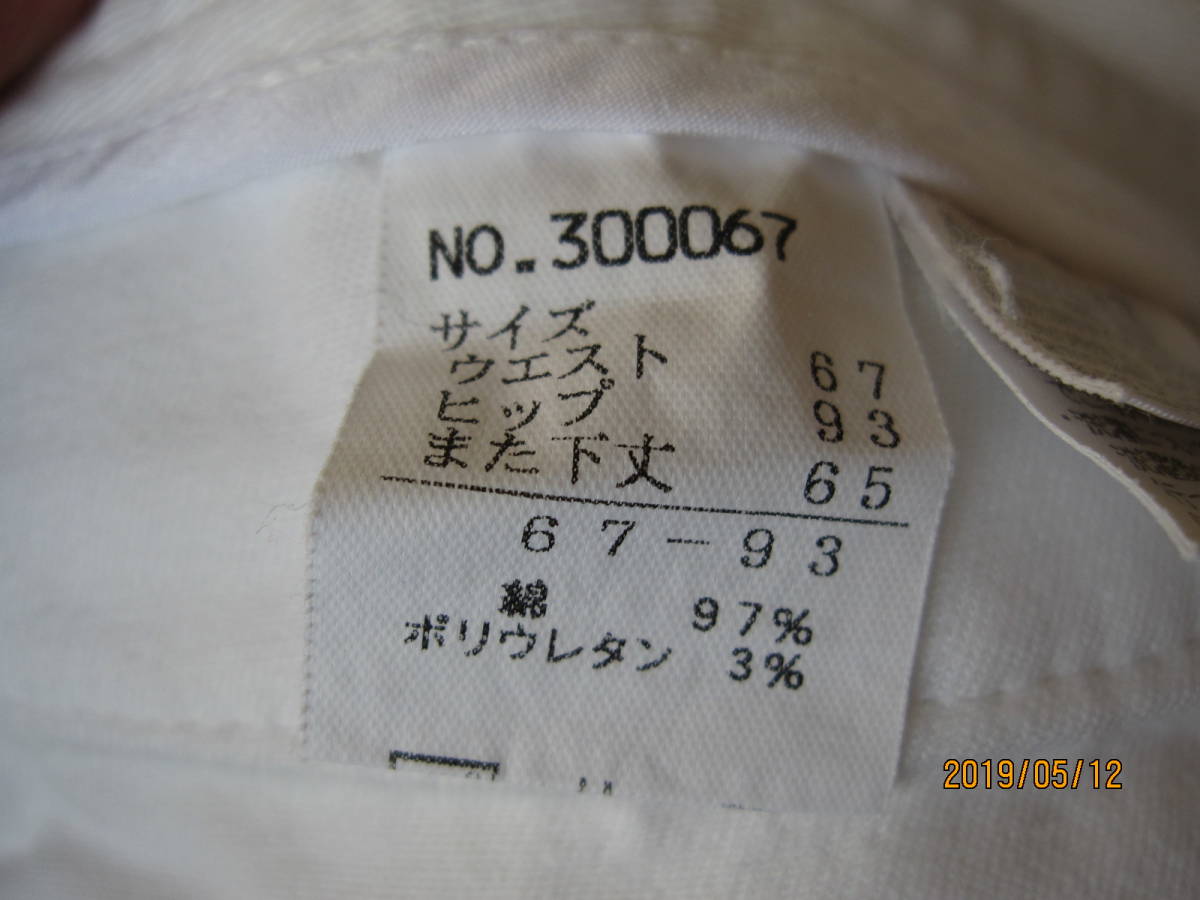 NO.300067
サイズ
ウエスト 67
ヒップ 93
また下丈 65
67-93
綿 97%
ポリウレタン 3%
2019/05/12